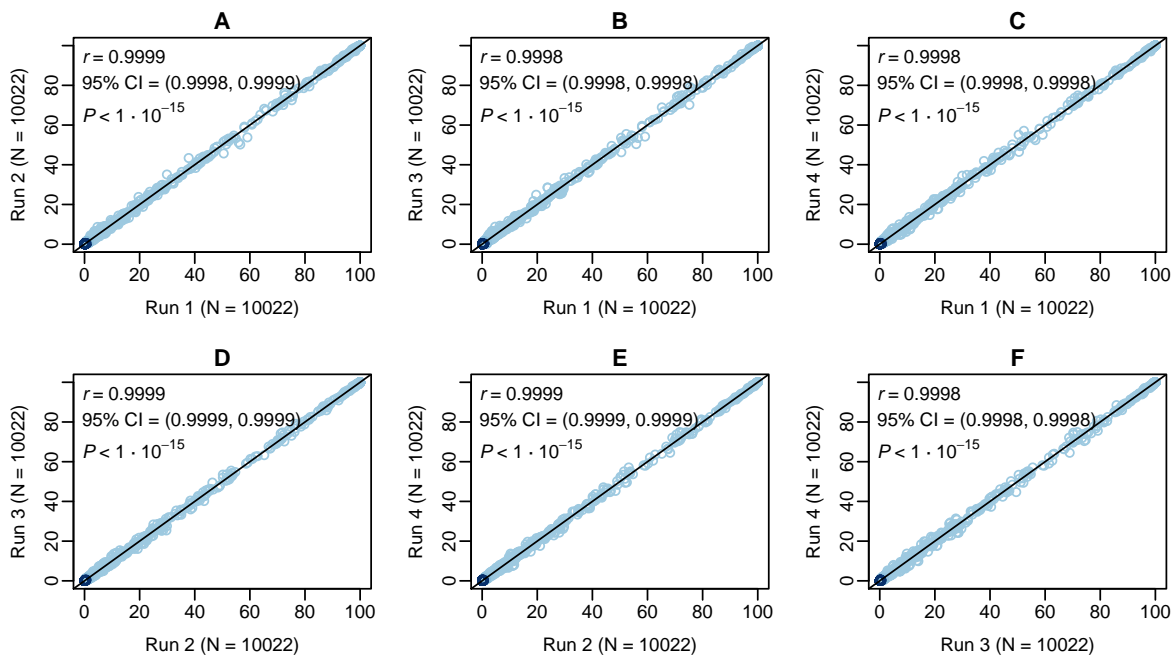 A
r = 0.9999
95% CI = (0.9998, 0.9999)
P < 1 · 10⁻¹⁵
Run 2 (N = 10022)
0 20 40 60 80
0 20 40 60 80 100
Run 1 (N = 10022)
B
r = 0.9998
95% CI = (0.9998, 0.9998)
P < 1 · 10⁻¹⁵
Run 3 (N = 10022)
0 20 40 60 80
0 20 40 60 80 100
Run 1 (N = 10022)
C
r = 0.9998
95% CI = (0.9998, 0.9998)
P < 1 · 10⁻¹⁵
Run 4 (N = 10022)
0 20 40 60 80
0 20 40 60 80 100
Run 1 (N = 10022)
D
r = 0.9999
95% CI = (0.9999, 0.9999)
P < 1 · 10⁻¹⁵
Run 3 (N = 10022)
0 20 40 60 80
0 20 40 60 80 100
Run 2 (N = 10022)
E
r = 0.9999
95% CI = (0.9999, 0.9999)
P < 1 · 10⁻¹⁵
Run 4 (N = 10022)
0 20 40 60 80
0 20 40 60 80 100
Run 2 (N = 10022)
F
r = 0.9998
95% CI = (0.9998, 0.9998)
P < 1 · 10⁻¹⁵
Run 4 (N = 10022)
0 20 40 60 80
0 20 40 60 80 100
Run 3 (N = 10022)